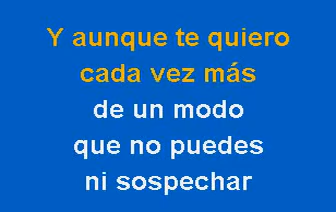 Y aunque te quiero
cada vez más
de un modo
que no puedes
ni sospechar